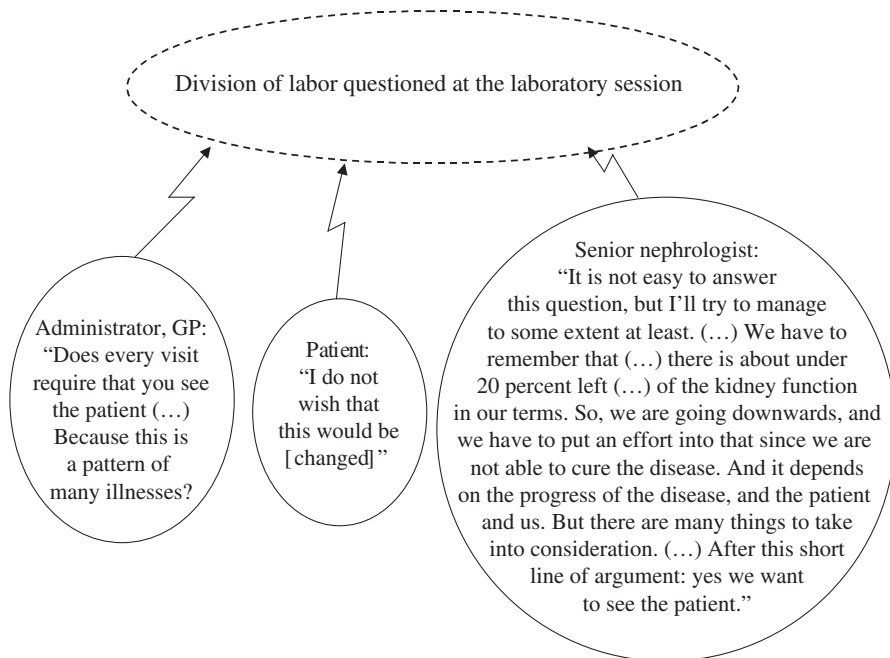 Division of labor questioned at the laboratory session
Administrator, GP:
“Does every visit
require that you see
the patient (…)
Because this is
a pattern of
many illnesses?
Patient:
“I do not
wish that
this would be
[changed]”
Senior nephrologist:
“It is not easy to answer
this question, but I’ll try to manage
to some extent at least. (…) We have to
remember that (…) there is about under
20 percent left (…) of the kidney function
in our terms. So, we are going downwards, and
we have to put an effort into that since we are
not able to cure the disease. And it depends
on the progress of the disease, and the patient
and us. But there are many things to take
into consideration. (…) After this short
line of argument: yes we want
to see the patient.”